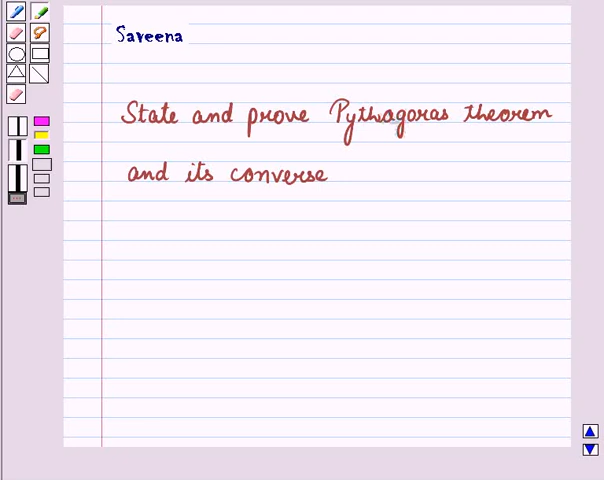 Saveena
State and prove Pythagoras theorem
and its converse